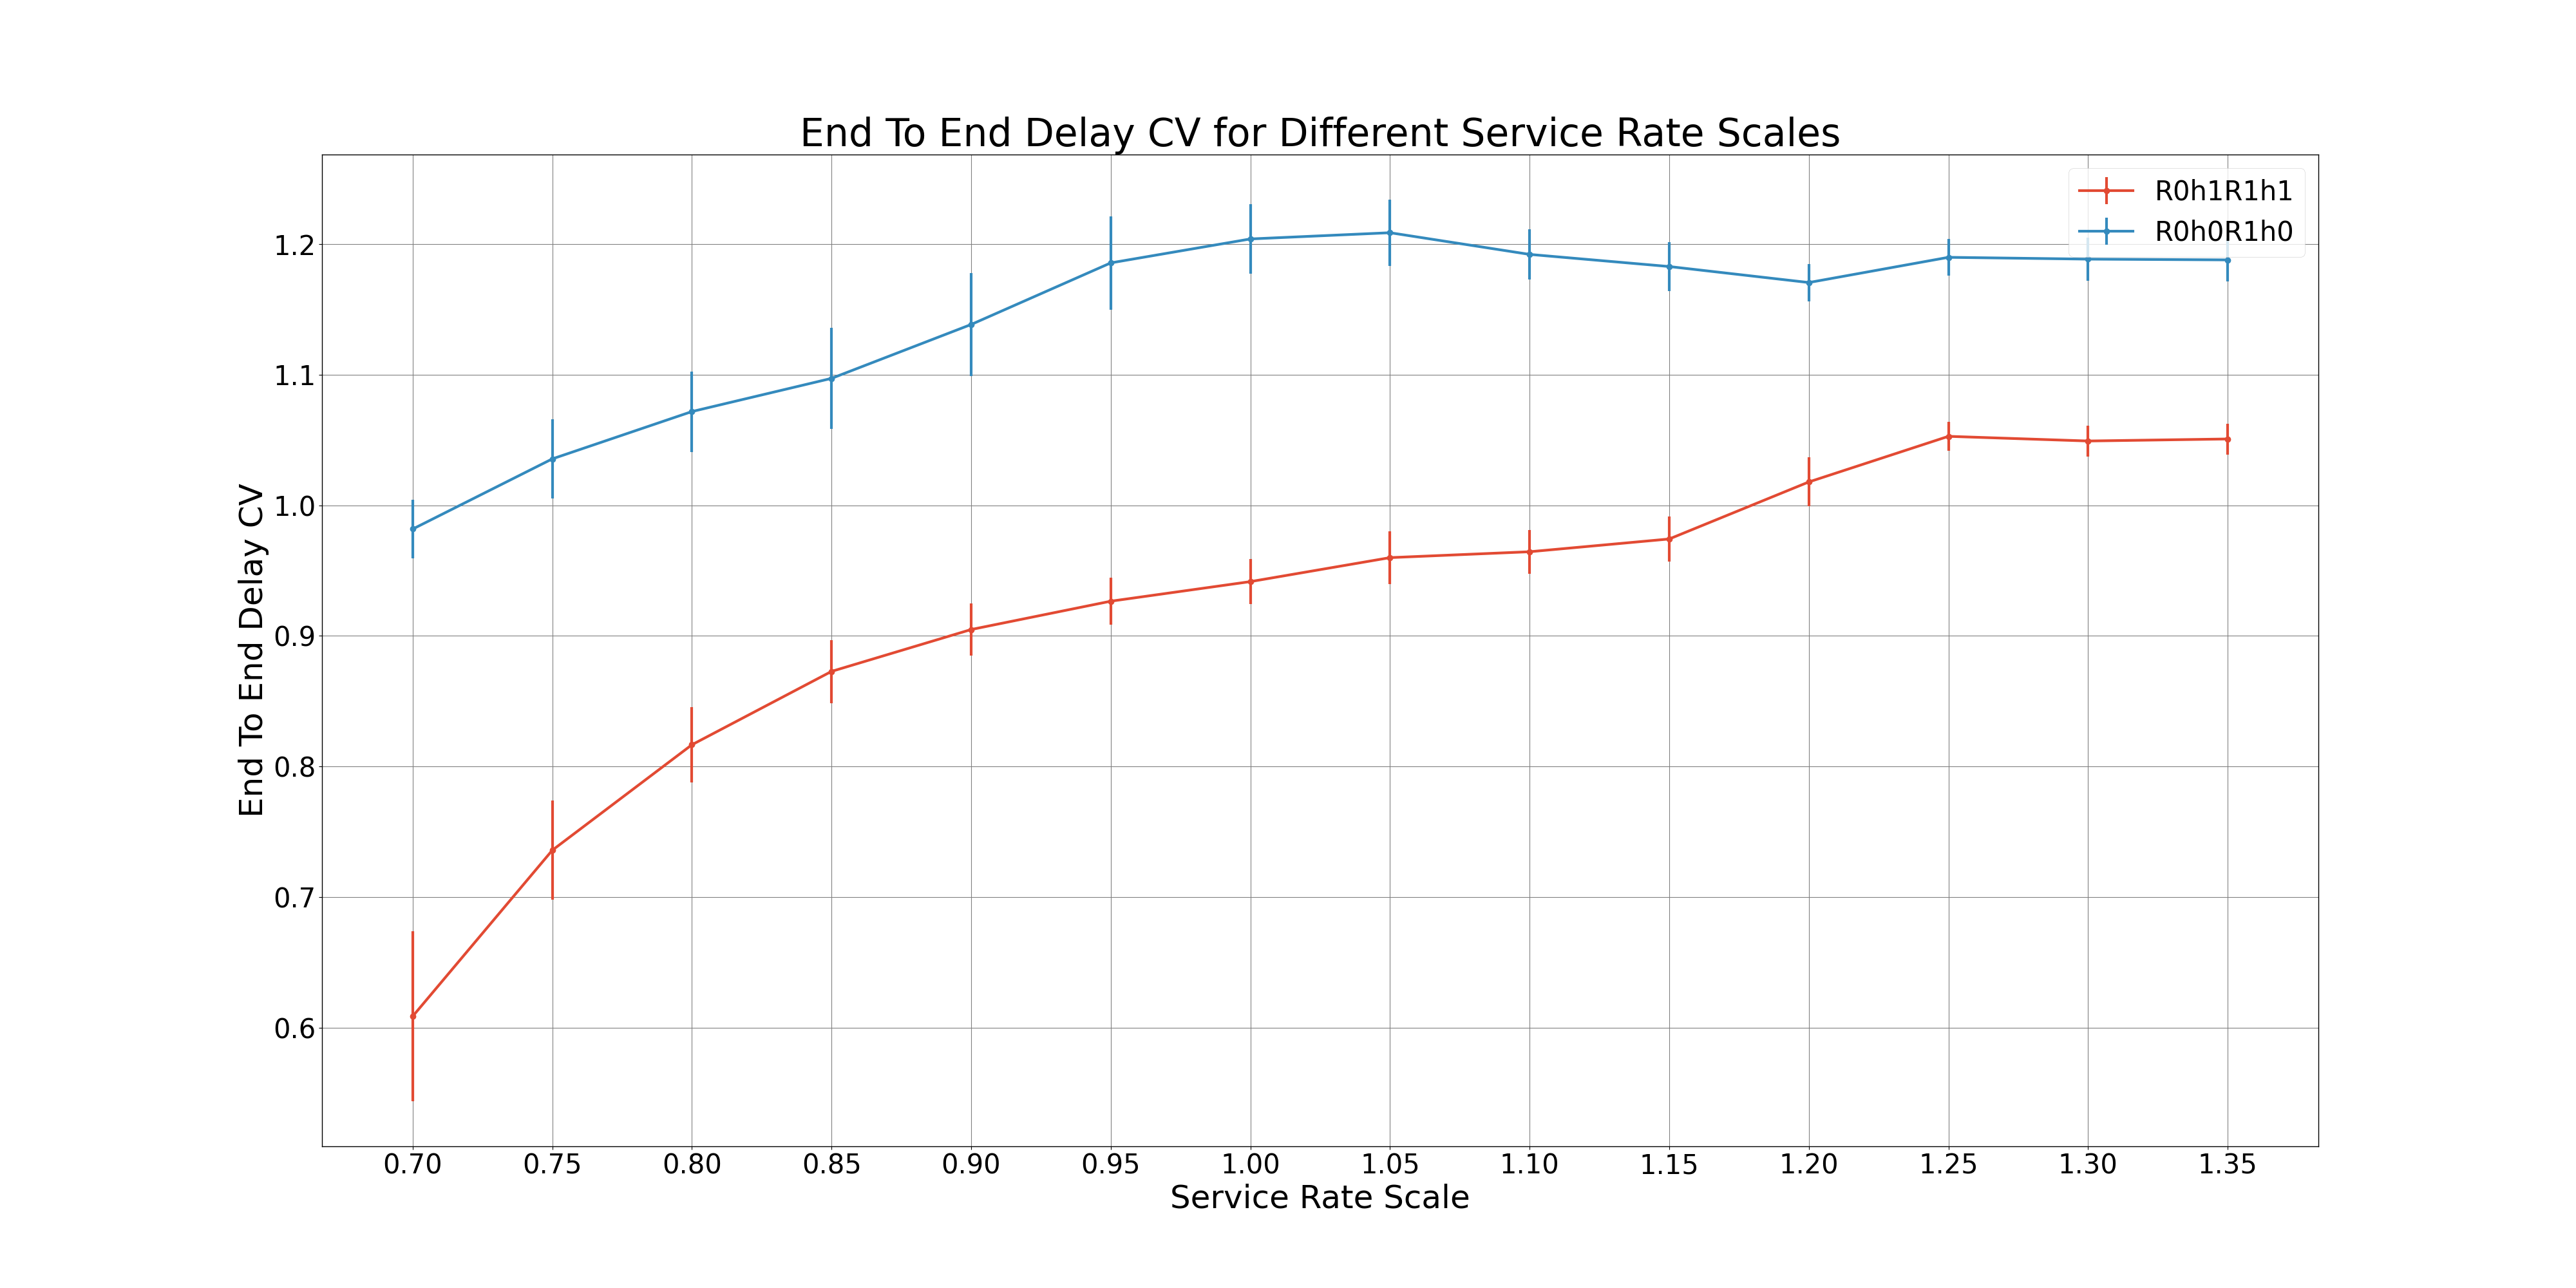 End To End Delay CV for Different Service Rate Scales
R0h1R1h1
R0h0R1h0
End To End Delay CV
1.2
1.1
1.0
0.9
0.8
0.7
0.6
0.70 0.75 0.80 0.85 0.90 0.95 1.00 1.05 1.10 1.15 1.20 1.25 1.30 1.35
Service Rate Scale